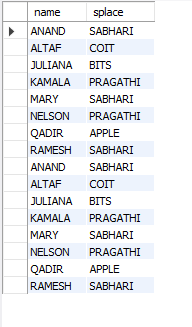 name splace
ANAND SABHARI
ALTAF COIT
JULIANA BITS
KAMALA PRAGATHI
MARY SABHARI
NELSON PRAGATHI
QADIR APPLE
RAMESH SABHARI
ANAND SABHARI
ALTAF COIT
JULIANA BITS
KAMALA PRAGATHI
MARY SABHARI
NELSON PRAGATHI
QADIR APPLE
RAMESH SABHARI